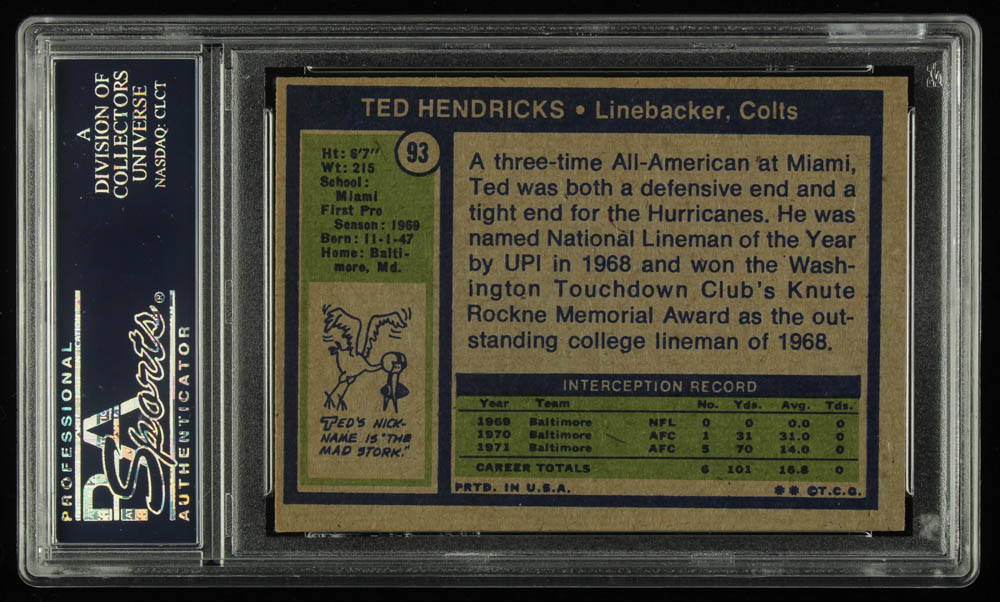 A
DIVISION OF
COLLECTORS
UNIVERSE
NASDAQ: CLCT
PROFESSIONAL
PSA
Sports®
AUTHENTICATOR
TED HENDRICKS • Linebacker, Colts
93
Ht: 6'7"
Wt: 215
School:
Miami
First Pro
Season: 1969
Born: 11-1-47
Home: Balti-
more, Md.
TED'S NICK-
NAME IS "THE
MAD STORK."
A three-time All-American at Miami,
Ted was both a defensive end and a
tight end for the Hurricanes. He was
named National Lineman of the Year
by UPI in 1968 and won the Wash-
ington Touchdown Club's Knute
Rockne Memorial Award as the out-
standing college lineman of 1968.
INTERCEPTION RECORD
Year Team No. Yds. Avg. Tds.
1969 Baltimore NFL 0 0 0.0 0
1970 Baltimore AFC 1 31 31.0 0
1971 Baltimore AFC 5 70 14.0 0
CAREER TOTALS 6 101 16.8 0
PRTD. IN U.S.A. ** ©T.C.G.